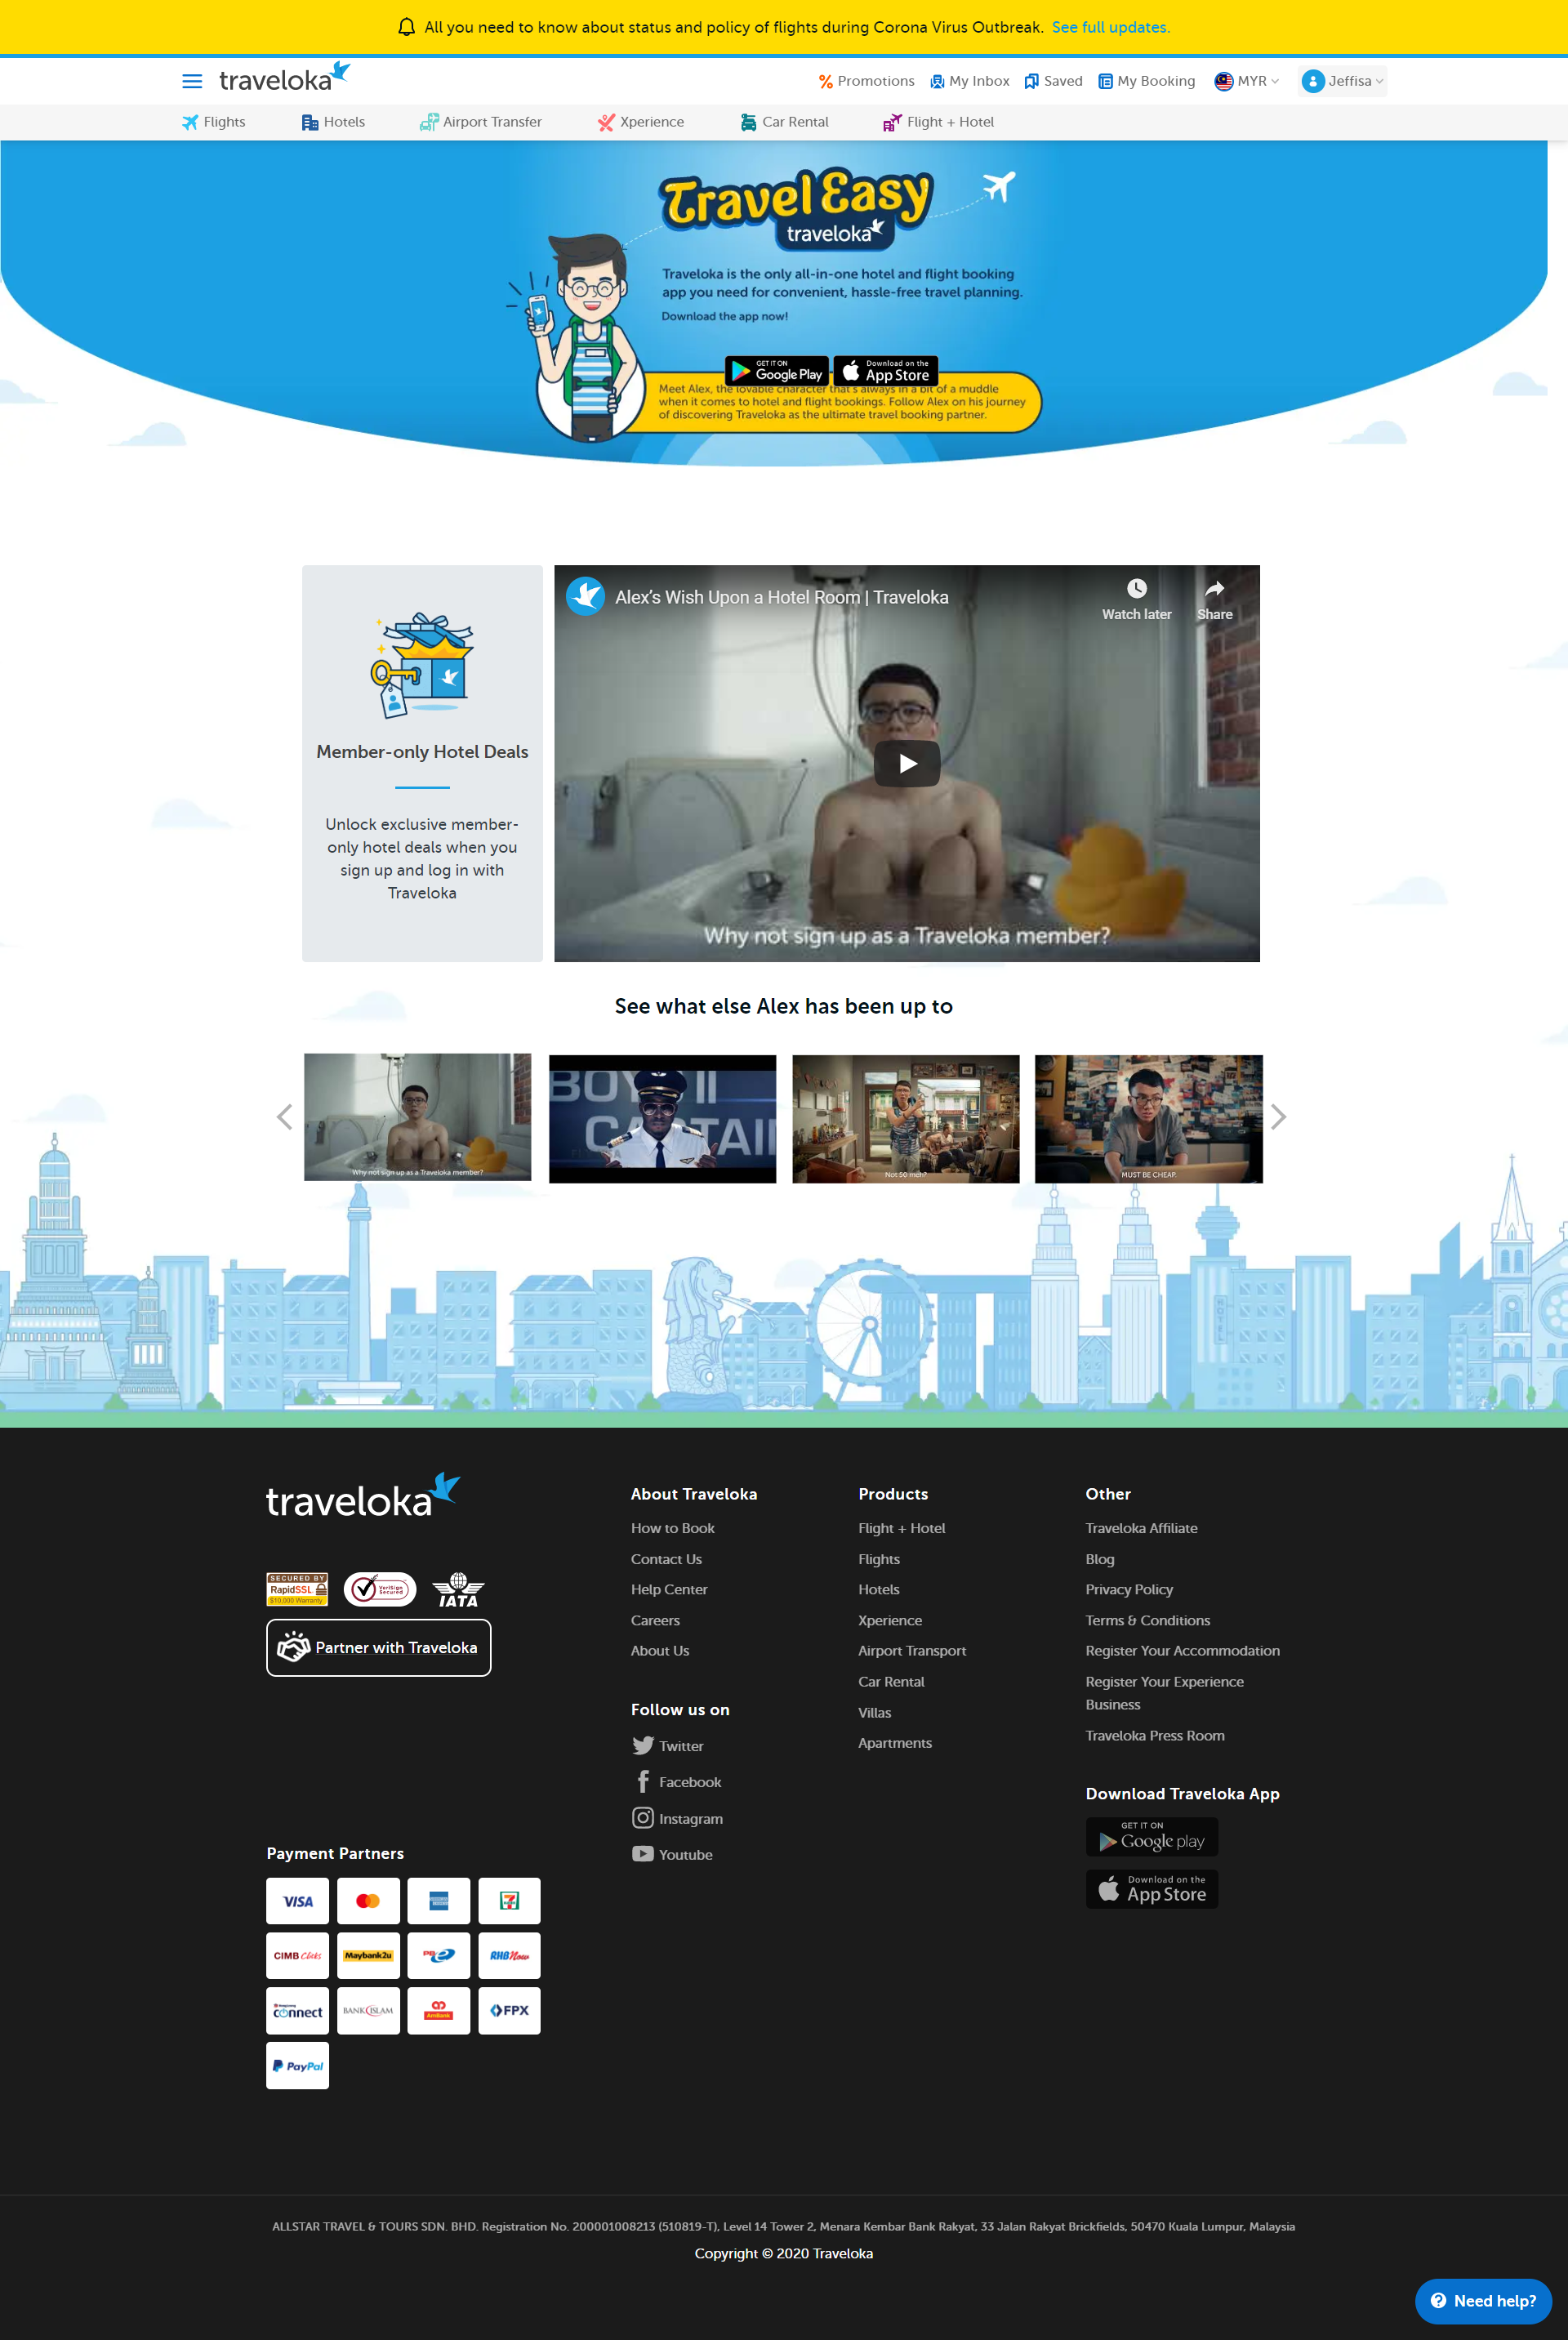 All you need to know about status and policy of flights during Corona Virus Outbreak. See full updates.
traveloka
Promotions
My Inbox
Saved
My Booking
MYR
Jeffisa
Flights
Hotels
Airport Transfer
Xperience
Car Rental
Flight + Hotel
Travel Easy
traveloka
Traveloka is the only all-in-one hotel and flight booking
app you need for convenient, hassle-free travel planning.
Download the app now!
GET IT ON
Google Play
Download on the
App Store
Meet Alex, the lovable character that's always in a bit of a muddle
when it comes to hotel and flight bookings. Follow Alex on his journey
of discovering Traveloka as the ultimate travel booking partner.
Member-only Hotel Deals
Unlock exclusive member-
only hotel deals when you
sign up and log in with
Traveloka
Alex's Wish Upon a Hotel Room | Traveloka
Watch later
Share
Why not sign up as a Traveloka member?
See what else Alex has been up to
Why not sign up as a Traveloka member?
BOYZ II
CAPTAIN
Not 50 meh?
MUST BE CHEAP.
HOTEL
traveloka
SECURED BY
RapidSSL
$10,000 Warranty
VeriSign
Secured
IATA
Partner with Traveloka
Payment Partners
VISA
CIMB Clicks
Maybank2u
PBe
RHB Now
HongLeong
Connect
BANK ISLAM
AmBank
FPX
PayPal
About Traveloka
How to Book
Contact Us
Help Center
Careers
About Us
Follow us on
Twitter
Facebook
Instagram
Youtube
Products
Flight + Hotel
Flights
Hotels
Xperience
Airport Transport
Car Rental
Villas
Apartments
Other
Traveloka Affiliate
Blog
Privacy Policy
Terms & Conditions
Register Your Accommodation
Register Your Experience
Business
Traveloka Press Room
Download Traveloka App
GET IT ON
Google play
Download on the
App Store
ALLSTAR TRAVEL & TOURS SDN. BHD. Registration No. 200001008213 (510819-T), Level 14 Tower 2, Menara Kembar Bank Rakyat, 33 Jalan Rakyat Brickfields, 50470 Kuala Lumpur, Malaysia
Copyright © 2020 Traveloka
Need help?